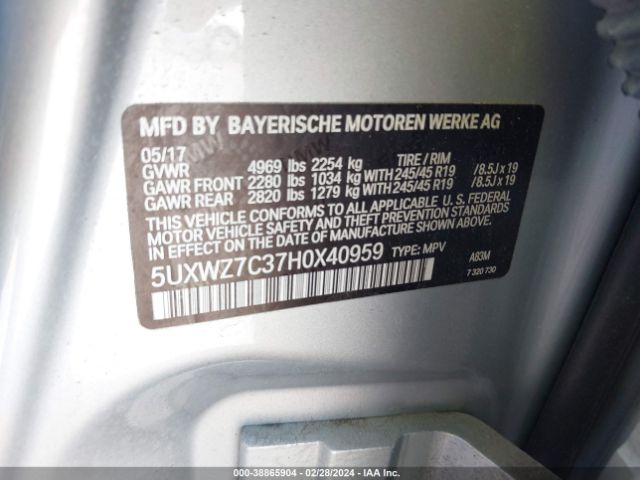 MFD BY BAYERISCHE MOTOREN WERKE AG
05/17
GVWR 4969 lbs 2254 kg TIRE / RIM
GAWR FRONT 2280 lbs 1034 kg WITH 245/45 R19 / 8.5J x 19
GAWR REAR 2820 lbs 1279 kg WITH 245/45 R19 / 8.5J x 19
THIS VEHICLE CONFORMS TO ALL APPLICABLE U.S. FEDERAL
MOTOR VEHICLE SAFETY AND THEFT PREVENTION STANDARDS
IN EFFECT ON THE DATE OF MANUFACTURE SHOWN ABOVE.
5UXWZ7C37H0X40959 TYPE: MPV
A83M
7 320 730
000-38865904 - 02/28/2024 - IAA Inc.